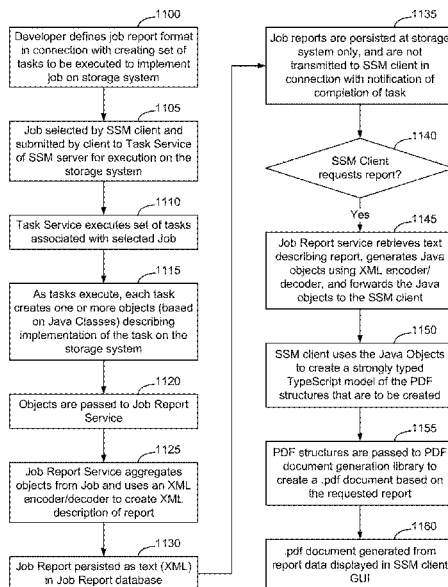 1100
Developer defines job report format
in connection with creating set of
tasks to be executed to implement
job on storage system
1105
Job selected by SSM client and
submitted by client to Task Service
of SSM server for execution on the
storage system
1110
Task Service executes set of tasks
associated with selected Job
1115
As tasks execute, each task
creates one or more objects (based
on Java Classes) describing
implementation of the task on
the storage system
1120
Objects are passed to Job Report
Service
1125
Job Report Service aggregates
objects from Job and uses an XML
encoder/decoder to create XML
description of report
1130
Job Report persisted as text (XML)
in Job Report database
1135
Job reports are persisted at storage
system only, and are not
transmitted to SSM client in
connection with notification of
completion of task
1140
SSM Client
requests report?
Yes
1145
Job Report service retrieves text
describing report, generates Java
objects using XML encoder/
decoder, and forwards the Java
objects to the SSM client
1150
SSM client uses the Java Objects
to create a strongly typed
TypeScript model of the PDF
structures that are to be created
1155
PDF structures are passed to PDF
document generation library to
create a .pdf document based on
the requested report
1160
.pdf document generated from
report data displayed in SSM client
GUI